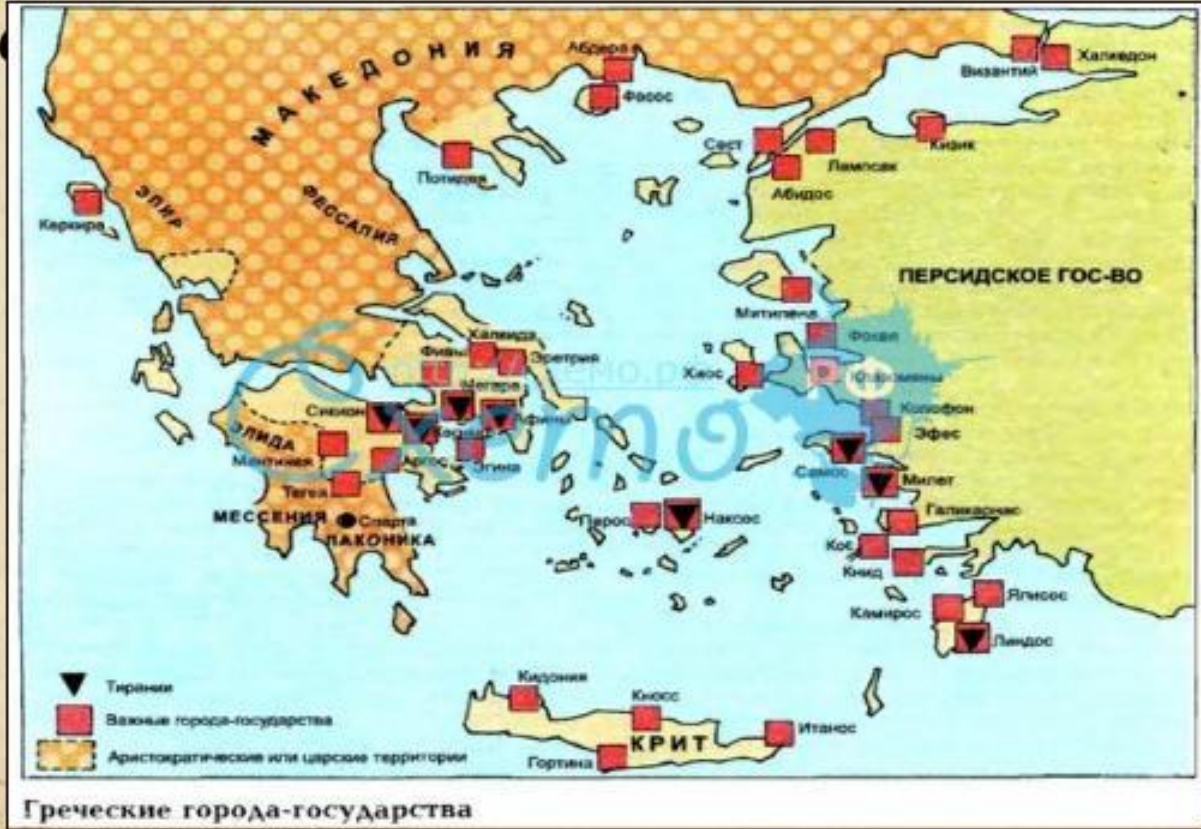 МАКЕДОНИЯ
Абдера
Фасос
Византий
Халкедон
Кизик
Сест
Лампсак
Абидос
Потидея
Керкира
ЭПИР
ФЕССАЛИЯ
ПЕРСИДСКОЕ ГОС-ВО
Митилена
Фокея
Хиос
Клазомены
Колофон
Эфес
Самос
Милет
Галикарнас
Кос
Книд
Камирос
Ялисос
Линдос
Халкида
Фивы
Эретрия
Мегара
Сикион
Афины
ЭЛИДА
Мантинея
Аргос
Эгина
Тегея
МЕССЕНИЯ
Спарта
ЛАКОНИКА
Парос
Наксос
Кидония
Кносс
КРИТ
Итанос
Гортина
Тирании
Важные города-государства
Аристократические или царские территории
Греческие города-государства